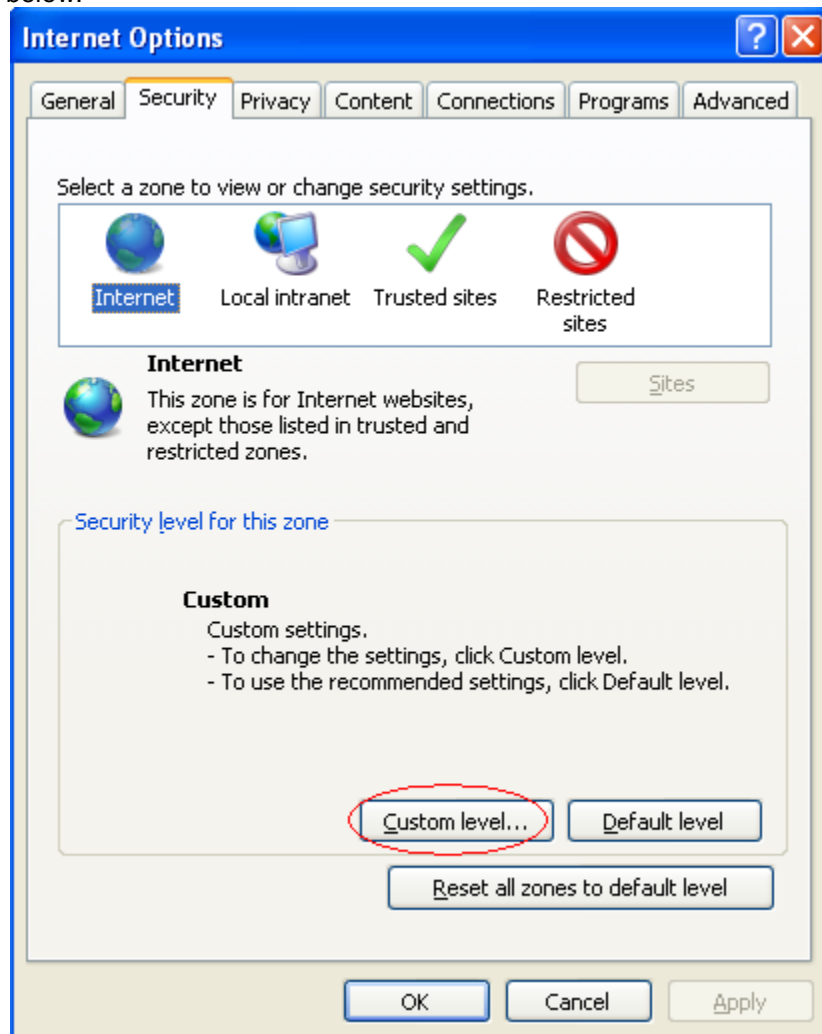 below.
Internet Options
General Security Privacy Content Connections Programs Advanced
Select a zone to view or change security settings.
Internet Local intranet Trusted sites Restricted sites
Internet
This zone is for Internet websites,
except those listed in trusted and
restricted zones.
Sites
Security level for this zone
Custom
Custom settings.
- To change the settings, click Custom level.
- To use the recommended settings, click Default level.
Custom level... Default level
Reset all zones to default level
OK Cancel Apply